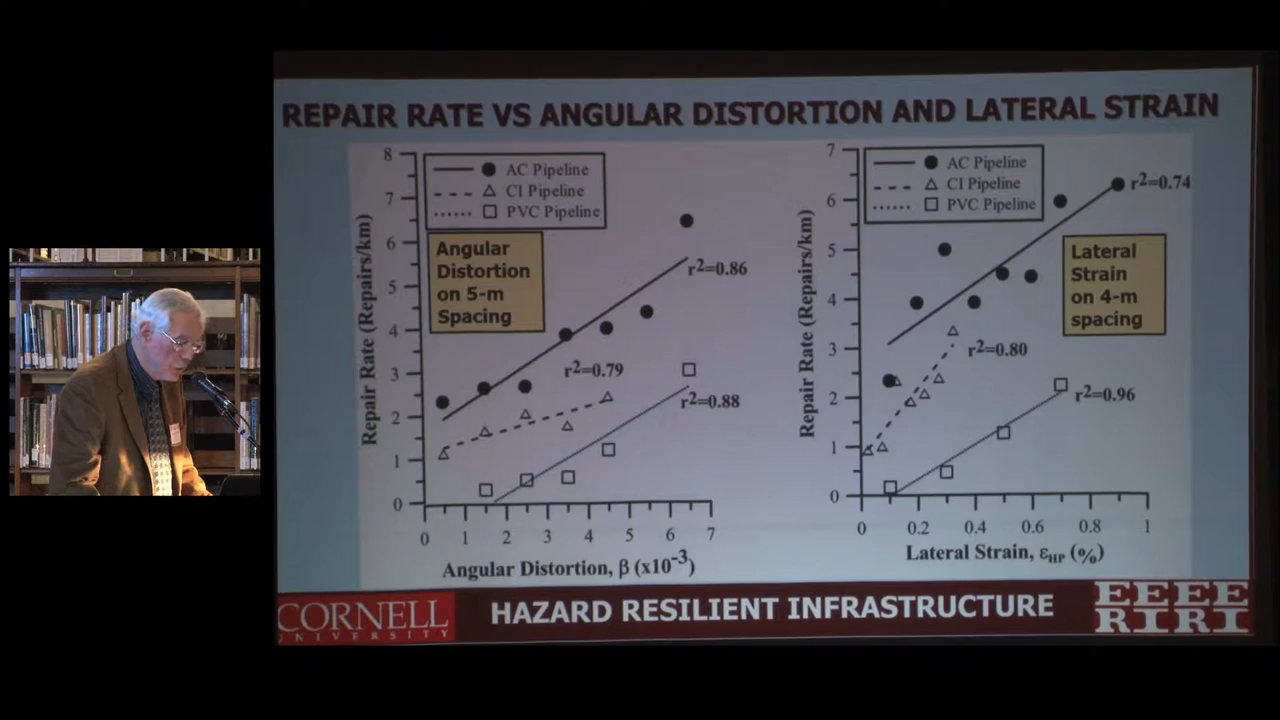 REPAIR RATE VS ANGULAR DISTORTION AND LATERAL STRAIN
8
7
6
5
4
3
2
1
0
Repair Rate (Repairs/km)
AC Pipeline
CI Pipeline
PVC Pipeline
Angular
Distortion
on 5-m
Spacing
r²=0.86
r²=0.79
r²=0.88
0 1 2 3 4 5 6 7
Angular Distortion, β (x10⁻³)
7
6
5
4
3
2
1
0
Repair Rate (Repairs/km)
AC Pipeline
CI Pipeline
PVC Pipeline
r²=0.74
Lateral
Strain
on 4-m
spacing
r²=0.80
r²=0.96
0 0.2 0.4 0.6 0.8 1
Lateral Strain, εHP (%)
CORNELL
UNIVERSITY
HAZARD RESILIENT INFRASTRUCTURE
EEEE
RIRI